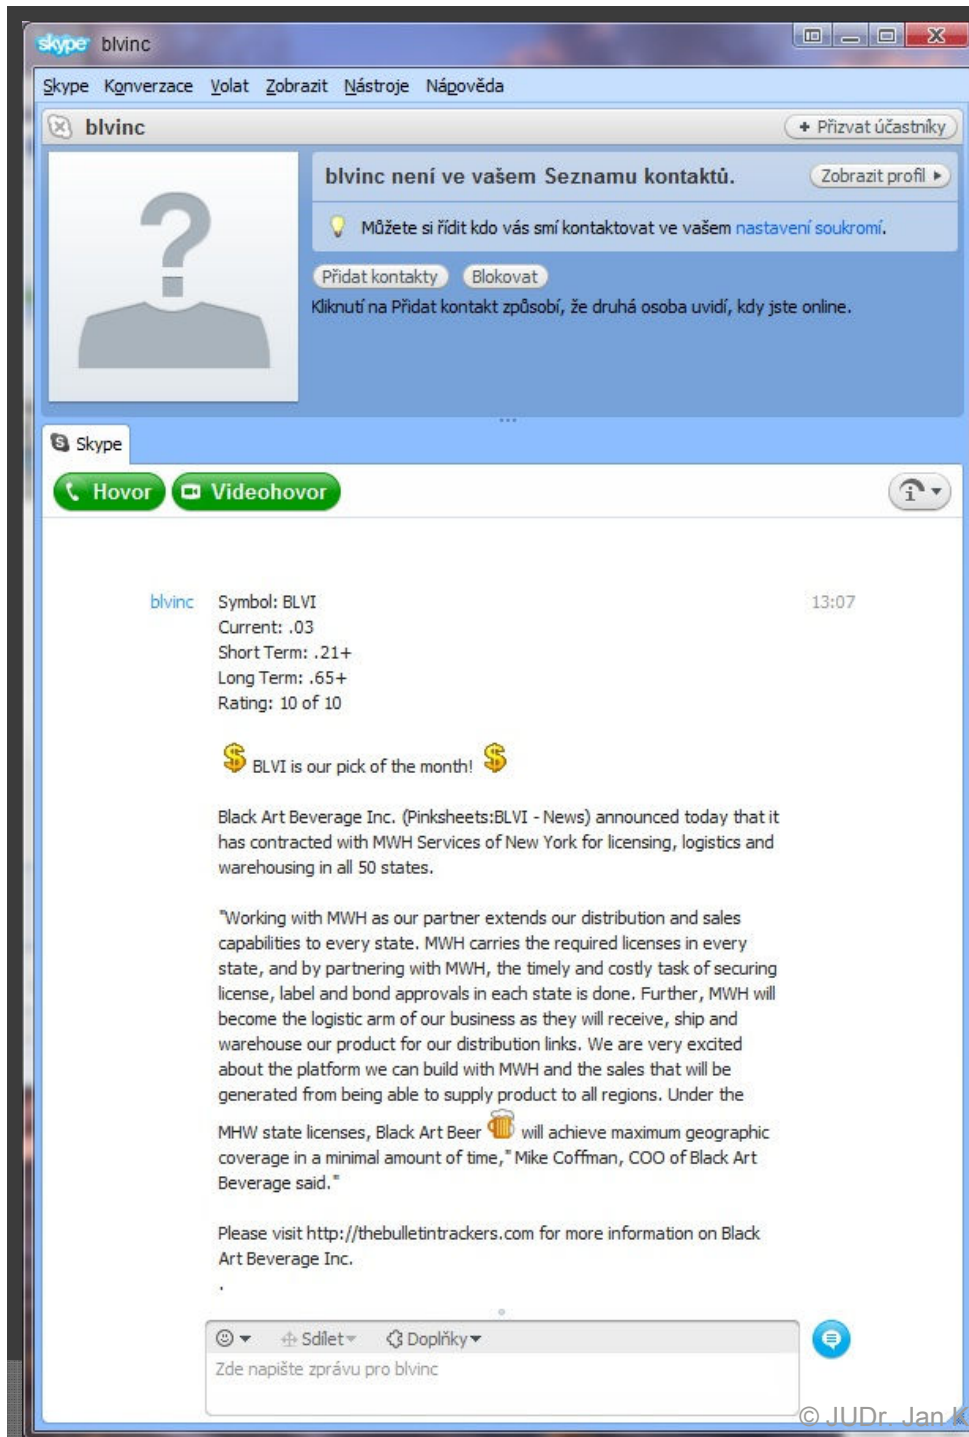 skype blvinc
Skype Konverzace Volat Zobrazit Nástroje Nápověda
blvinc
Přizvat účastníky
blvinc není ve vašem Seznamu kontaktů.
Zobrazit profil
Můžete si řídit kdo vás smí kontaktovat ve vašem nastavení soukromí.
Přidat kontakty Blokovat
Kliknutí na Přidat kontakt způsobí, že druhá osoba uvidí, kdy jste online.
Skype
Hovor Videohovor
blvinc Symbol: BLVI 13:07
Current: .03
Short Term: .21+
Long Term: .65+
Rating: 10 of 10
BLVI is our pick of the month!
Black Art Beverage Inc. (Pinksheets:BLVI - News) announced today that it
has contracted with MWH Services of New York for licensing, logistics and
warehousing in all 50 states.
"Working with MWH as our partner extends our distribution and sales
capabilities to every state. MWH carries the required licenses in every
state, and by partnering with MWH, the timely and costly task of securing
license, label and bond approvals in each state is done. Further, MWH will
become the logistic arm of our business as they will receive, ship and
warehouse our product for our distribution links. We are very excited
about the platform we can build with MWH and the sales that will be
generated from being able to supply product to all regions. Under the
MHW state licenses, Black Art Beer will achieve maximum geographic
coverage in a minimal amount of time," Mike Coffman, COO of Black Art
Beverage said."
Please visit http://thebulletintrackers.com for more information on Black
Art Beverage Inc.
.
Sdílet Doplňky
Zde napište zprávu pro blvinc
© JUDr. Jan K